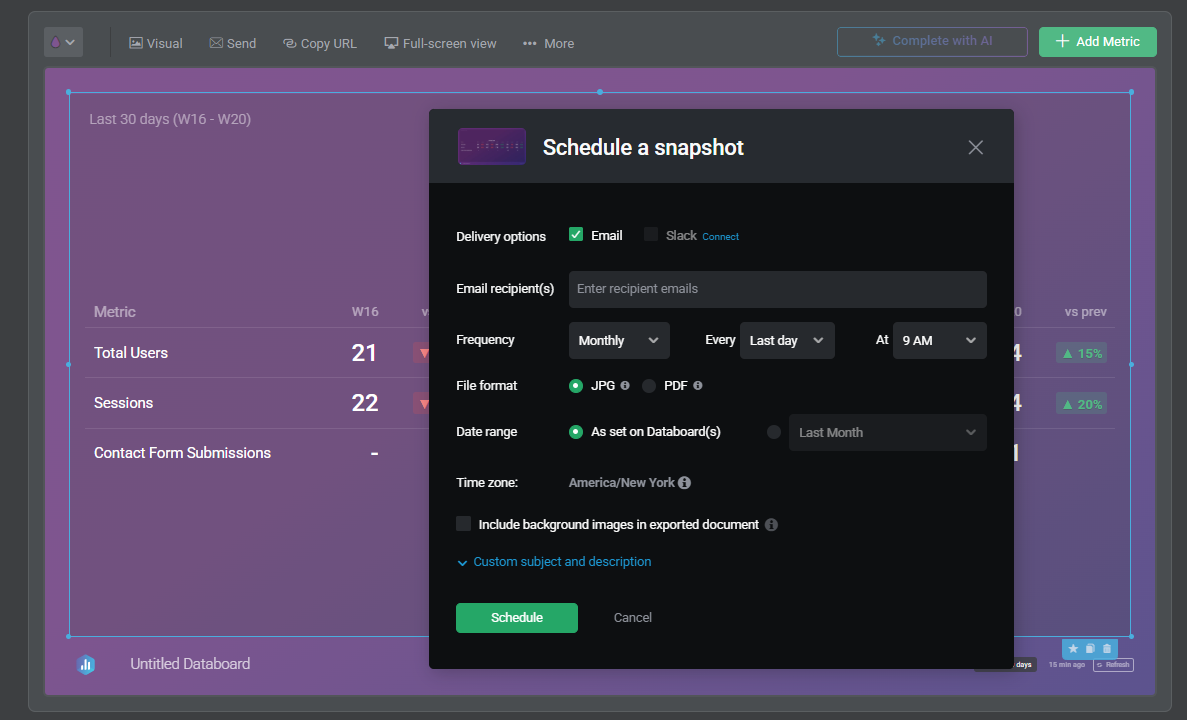 Visual Send Copy URL Full-screen view More Complete with AI Add Metric
Last 30 days (W16 - W20)
Schedule a snapshot
Delivery options Email Slack Connect
Email recipient(s) Enter recipient emails
Metric W16 vs prev
Frequency Monthly Every Last day At 9 AM
Total Users 21 15%
File format JPG PDF
Sessions 22 20%
Date range As set on Databoard(s) Last Month
Contact Form Submissions -
Time zone: America/New York
Include background images in exported document
Custom subject and description
Schedule Cancel
Untitled Databoard days 15 min ago Refresh